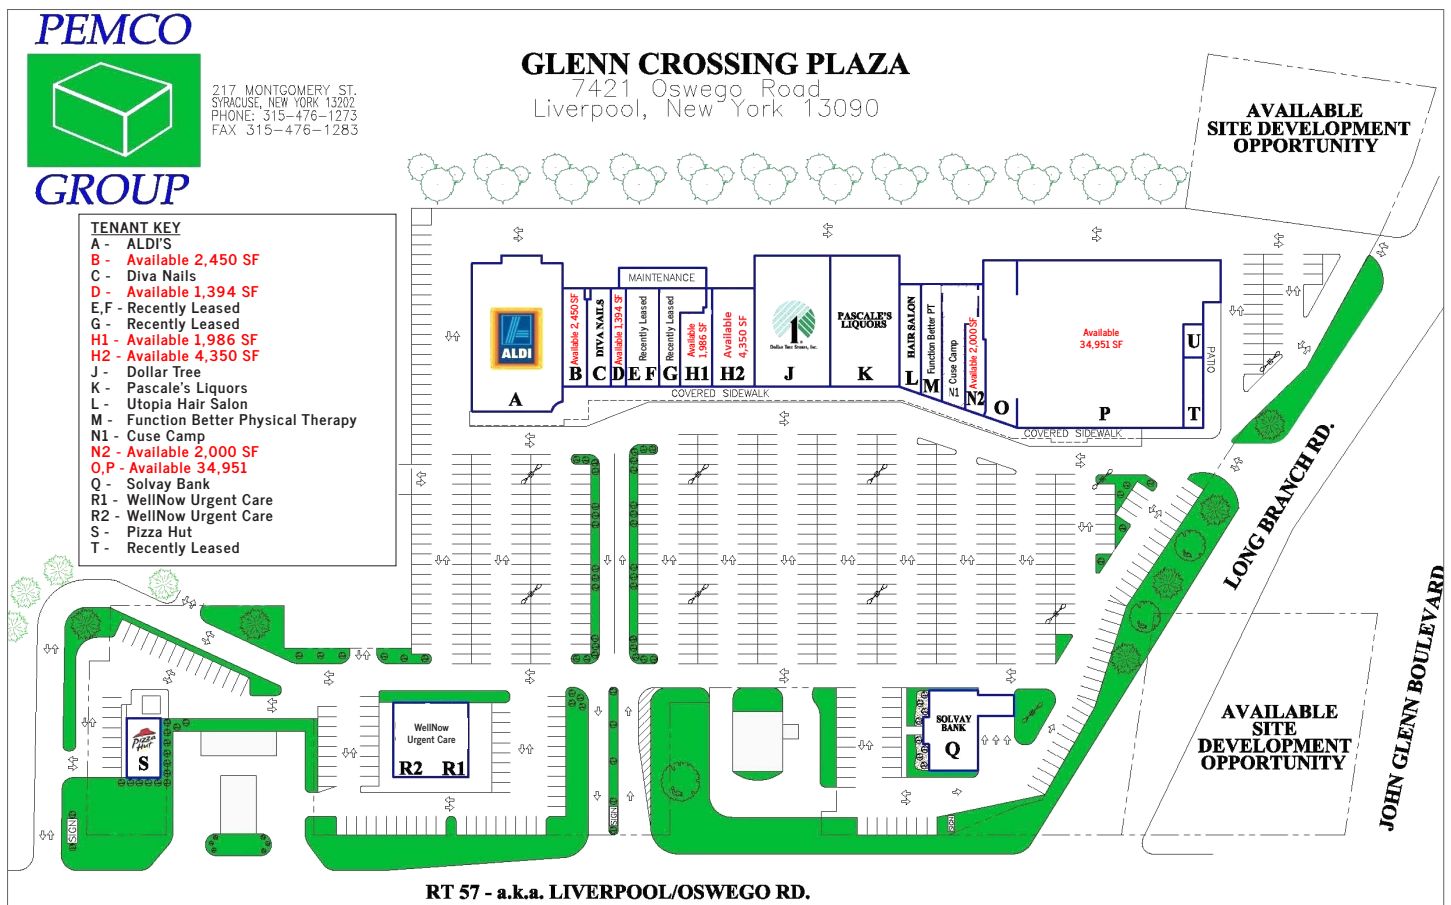 PEMCO
GROUP
217 MONTGOMERY ST.
SYRACUSE, NEW YORK 13202
PHONE: 315-476-1273
FAX 315-476-1283
GLENN CROSSING PLAZA
7421 Oswego Road
Liverpool, New York 13090
AVAILABLE
SITE DEVELOPMENT
OPPORTUNITY
TENANT KEY
A - ALDI'S
B - Available 2,450 SF
C - Diva Nails
D - Available 1,394 SF
E,F - Recently Leased
G - Recently Leased
H1 - Available 1,986 SF
H2 - Available 4,350 SF
J - Dollar Tree
K - Pascale's Liquors
L - Utopia Hair Salon
M - Function Better Physical Therapy
N1 - Cuse Camp
N2 - Available 2,000 SF
O,P - Available 34,951
Q - Solvay Bank
R1 - WellNow Urgent Care
R2 - WellNow Urgent Care
S - Pizza Hut
T - Recently Leased
MAINTENANCE
ALDI
A
Available 2,450 SF
B
DIVA NAILS
C
Available 1,394 SF
D
Recently Leased
E F
Recently Leased
G
Available
1,986 SF
H1
Available
4,350 SF
H2
1
Dollar Tree Stores, Inc.
J
PASCALE'S
LIQUORS
K
HAIR SALON
L
Function Better PT
M
Cuse Camp
N1
Available 2,000 SF
N2
O
Available
34,951 SF
P
U
T
PATIO
COVERED SIDEWALK
COVERED SIDEWALK
LONG BRANCH RD.
JOHN GLENN BOULEVARD
AVAILABLE
SITE
DEVELOPMENT
OPPORTUNITY
Pizza
Hut
S
WellNow
Urgent Care
R2 R1
SOLVAY
BANK
Q
SIGN
SIGN
SIGN
RT 57 - a.k.a. LIVERPOOL/OSWEGO RD.